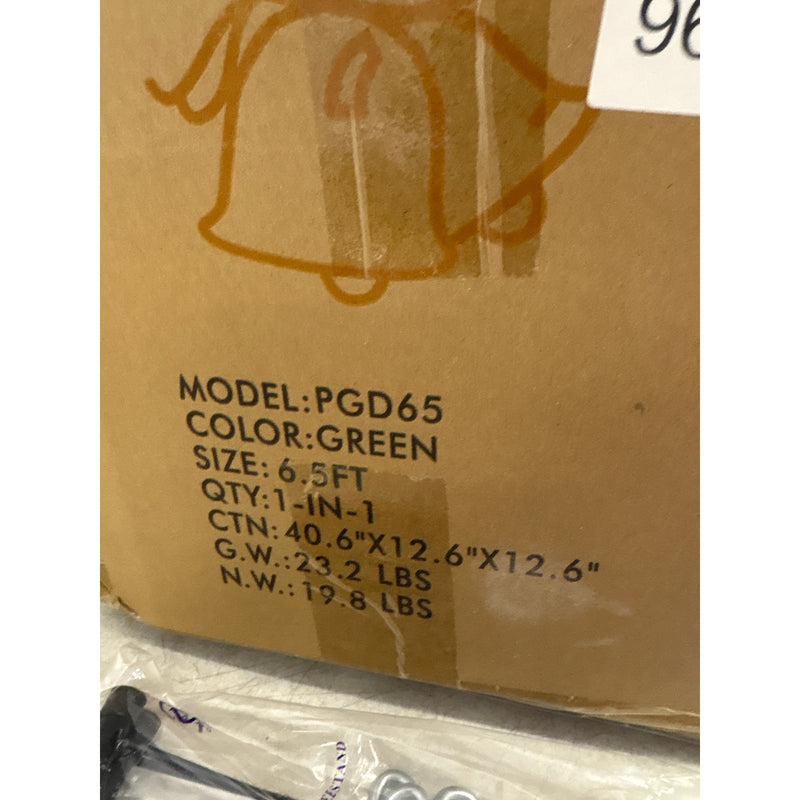 96
MODEL:PGD65
COLOR:GREEN
SIZE: 6.5FT
QTY:1-IN-1
CTN:40.6"X12.6"X12.6"
G.W.:23.2 LBS
N.W.:19.8 LBS